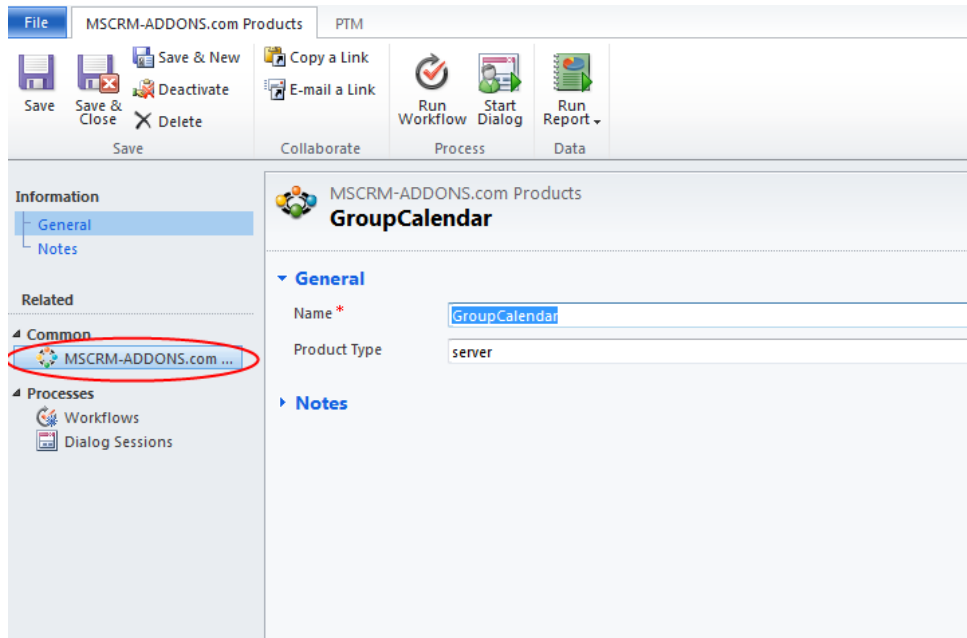 File
MSCRM-ADDONS.com Products
PTM
Save
Save &
Close
Save & New
Deactivate
Delete
Save
Copy a Link
E-mail a Link
Collaborate
Run
Workflow
Start
Dialog
Process
Run
Report
Data
Information
General
Notes
Related
Common
MSCRM-ADDONS.com ...
Processes
Workflows
Dialog Sessions
MSCRM-ADDONS.com Products
GroupCalendar
General
Name*
GroupCalendar
Product Type
server
Notes